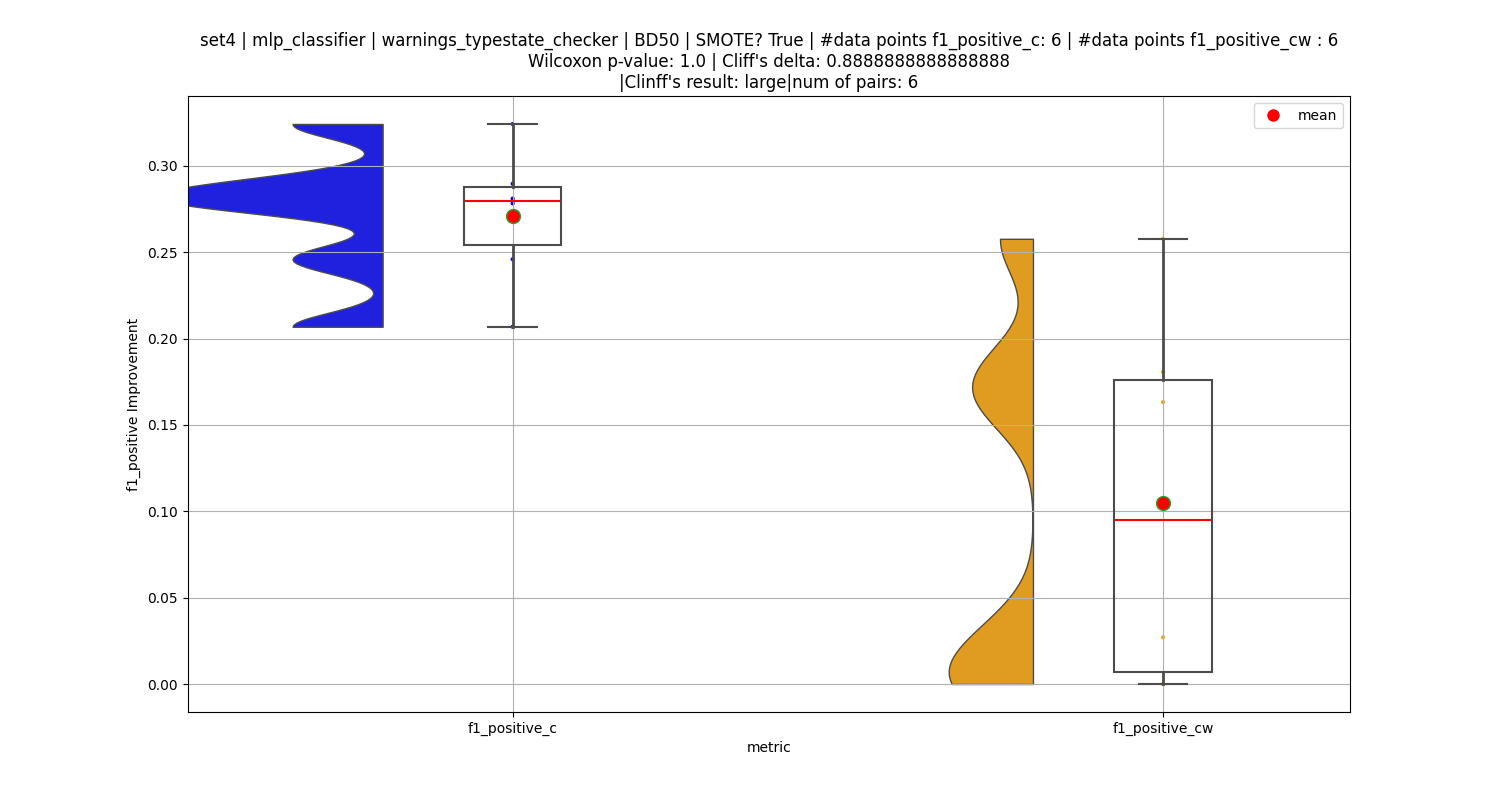 set4 | mlp_classifier | warnings_typestate_checker | BD50 | SMOTE? True | #data points f1_positive_c: 6 | #data points f1_positive_cw : 6
Wilcoxon p-value: 1.0 | Cliff's delta: 0.8888888888888888
|Clinff's result: large|num of pairs: 6
mean
0.30
0.25
0.20
0.15
0.10
0.05
0.00
f1_positive Improvement
f1_positive_c
f1_positive_cw
metric